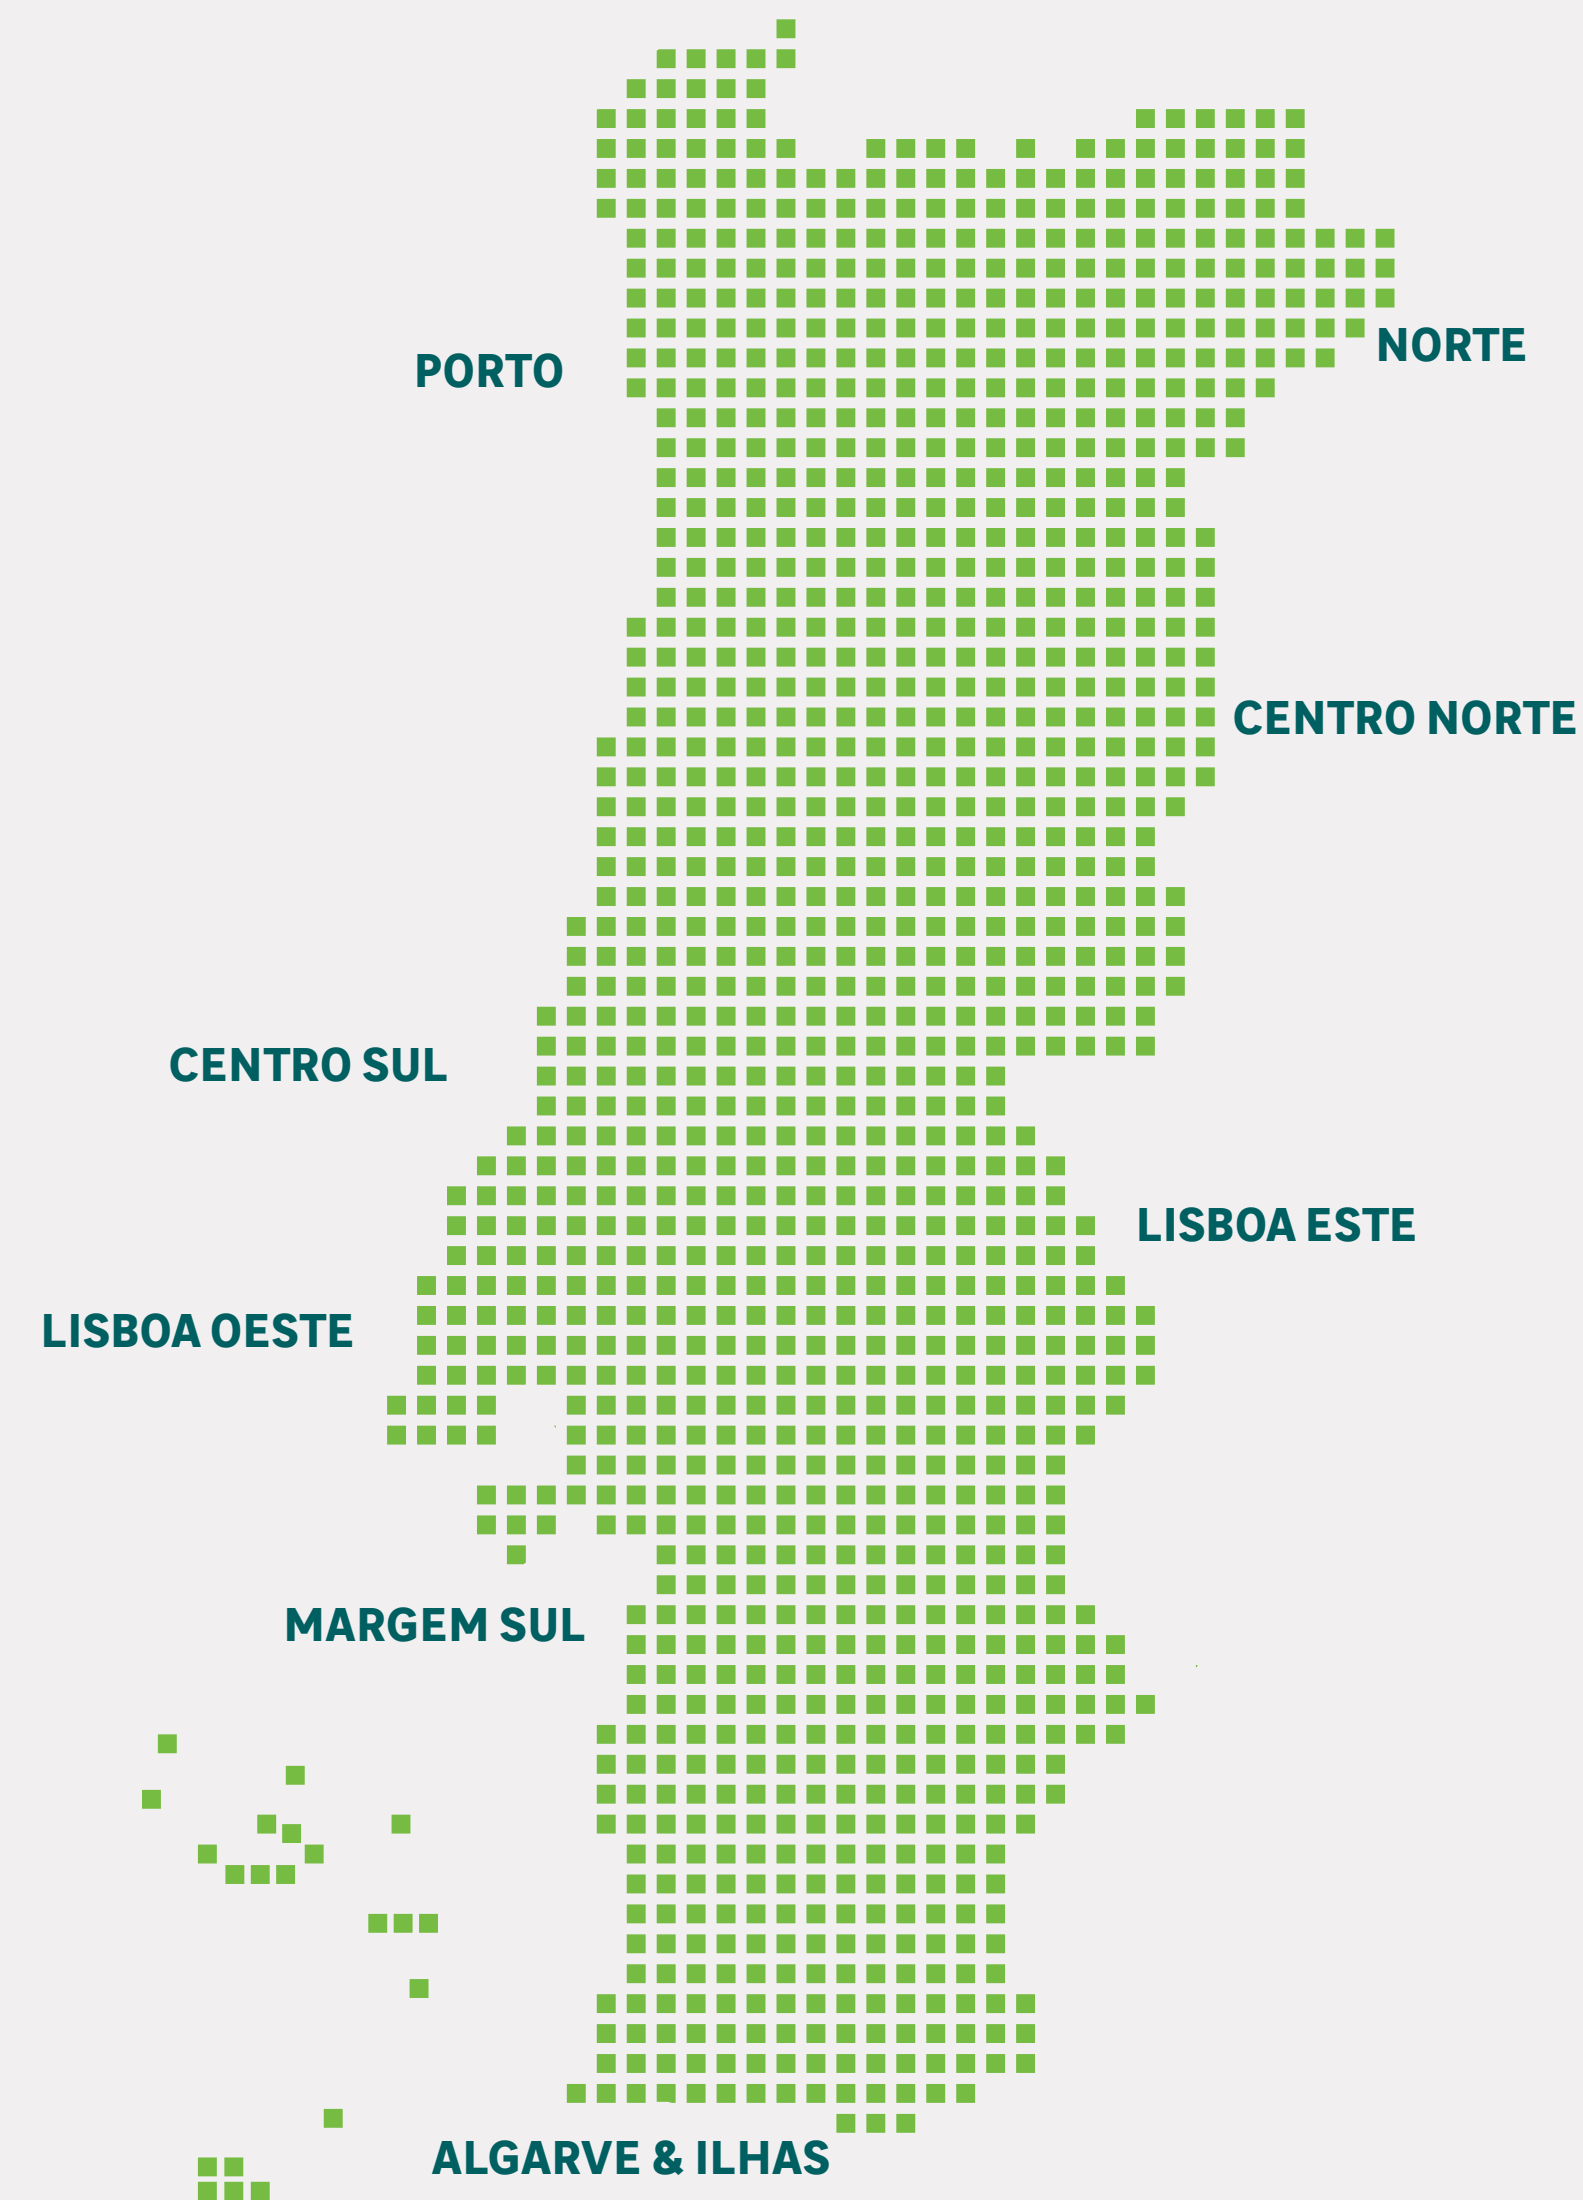 NORTE
PORTO
CENTRO NORTE
CENTRO SUL
LISBOA ESTE
LISBOA OESTE
MARGEM SUL
ALGARVE & ILHAS